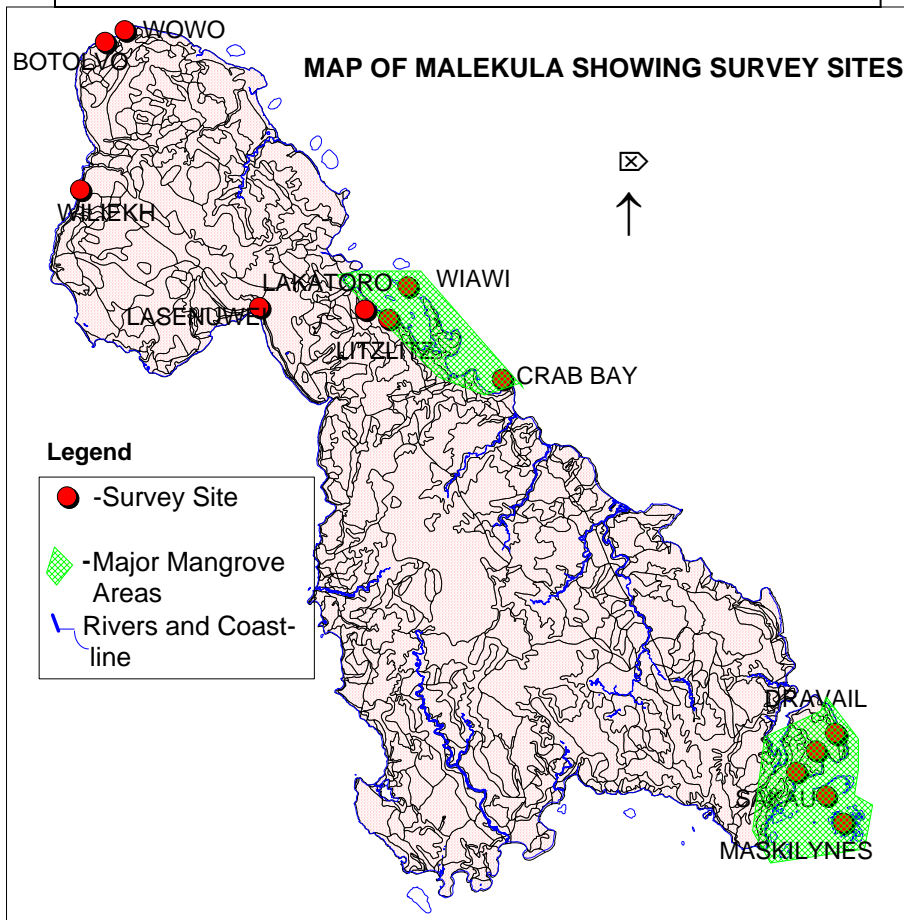 WOWO
BOTOLVO
MAP OF MALEKULA SHOWING SURVEY SITES
WILIEKH
LAKATORO
WIAWI
LASENUWEI
LITZLITZ
CRAB BAY
Legend
-Survey Site
-Major Mangrove
Areas
Rivers and Coast-
line
DRAVAIL
SAKAU
MASKILYNES